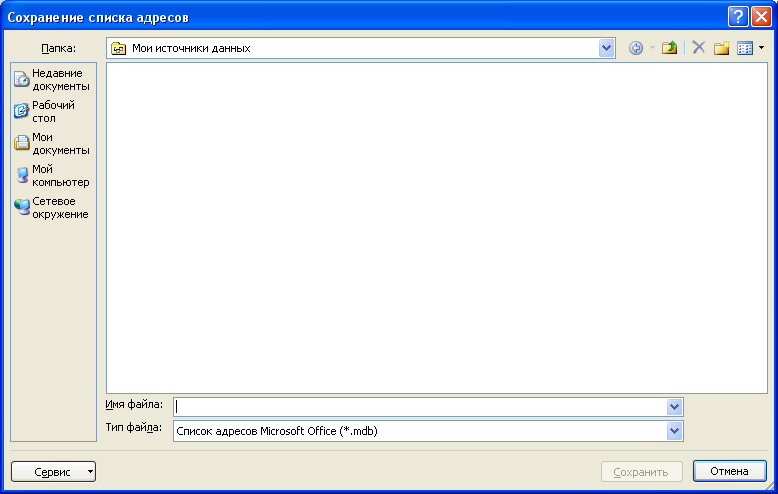 Сохранение списка адресов
Папка:
Мои источники данных
Недавние
документы
Рабочий
стол
Мои
документы
Мой
компьютер
Сетевое
окружение
Имя файла:
Тип файла:
Список адресов Microsoft Office (*.mdb)
Сервис
Сохранить
Отмена